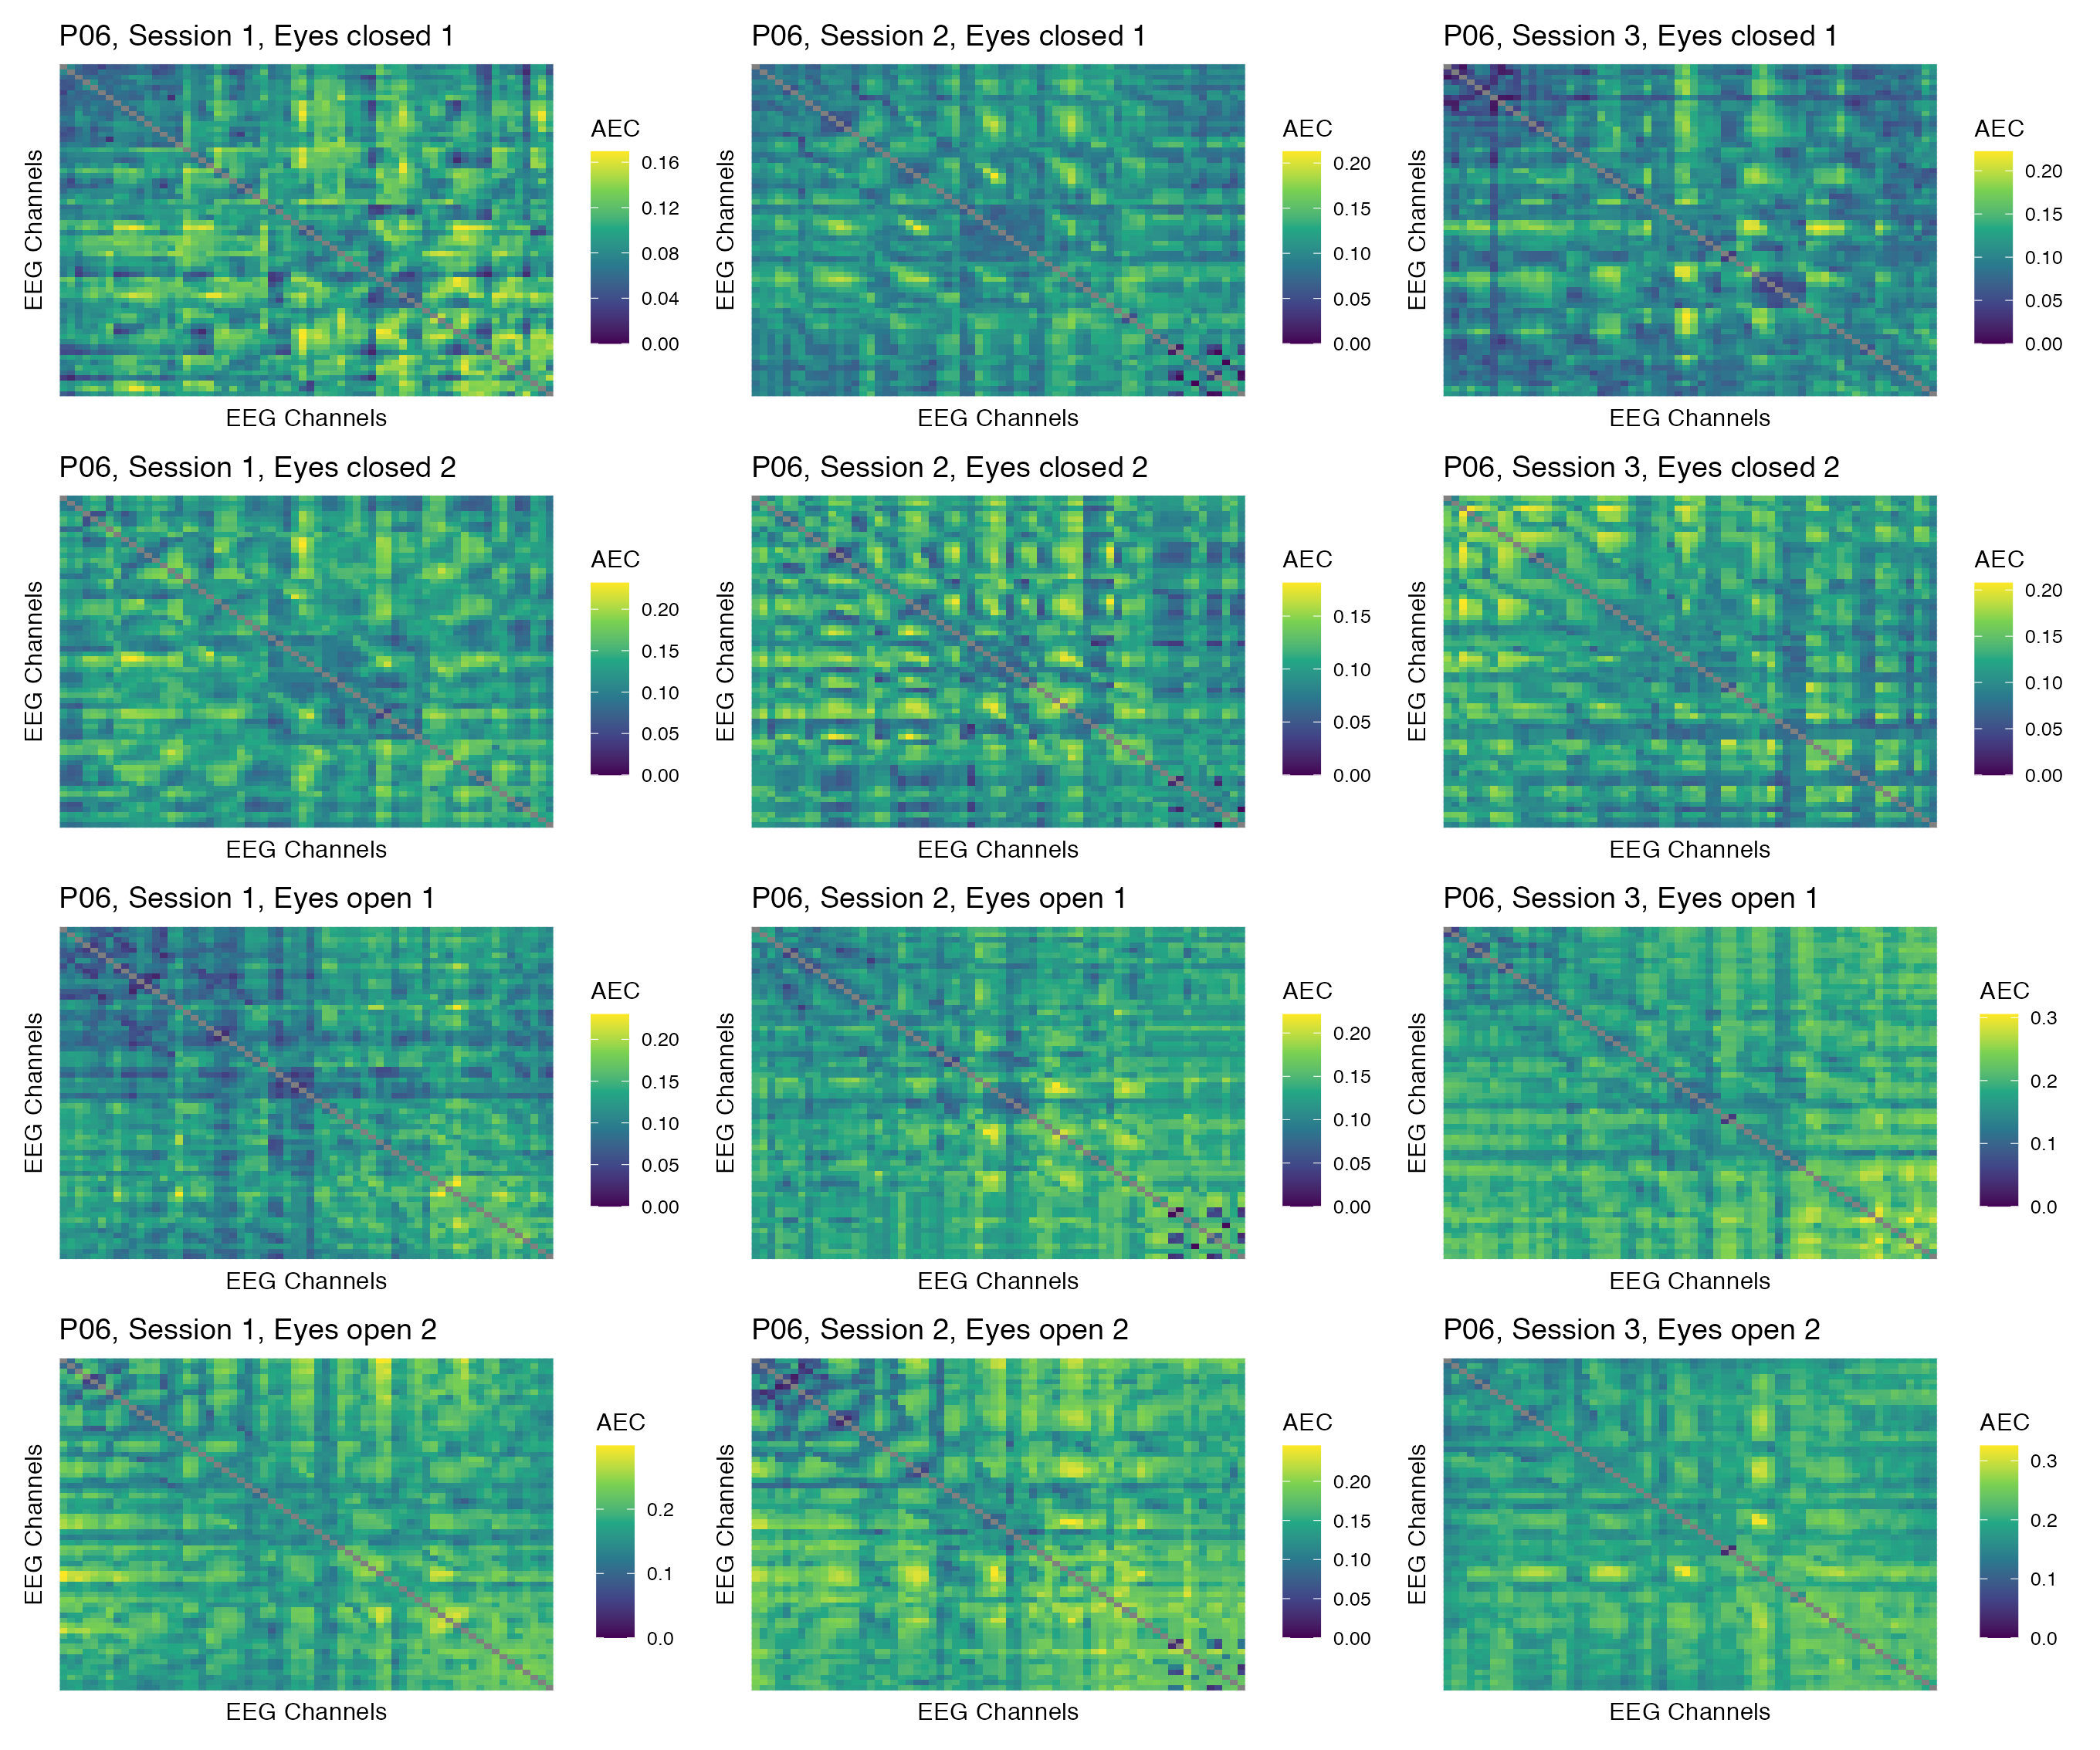 P06, Session 1, Eyes closed 1
P06, Session 2, Eyes closed 1
P06, Session 3, Eyes closed 1
EEG Channels
AEC
0.16
0.12
0.08
0.04
0.00
EEG Channels
EEG Channels
AEC
0.20
0.15
0.10
0.05
0.00
EEG Channels
EEG Channels
AEC
0.20
0.15
0.10
0.05
0.00
EEG Channels
P06, Session 1, Eyes closed 2
P06, Session 2, Eyes closed 2
P06, Session 3, Eyes closed 2
EEG Channels
AEC
0.20
0.15
0.10
0.05
0.00
EEG Channels
EEG Channels
AEC
0.15
0.10
0.05
0.00
EEG Channels
EEG Channels
AEC
0.20
0.15
0.10
0.05
0.00
EEG Channels
P06, Session 1, Eyes open 1
P06, Session 2, Eyes open 1
P06, Session 3, Eyes open 1
EEG Channels
AEC
0.20
0.15
0.10
0.05
0.00
EEG Channels
EEG Channels
AEC
0.20
0.15
0.10
0.05
0.00
EEG Channels
EEG Channels
AEC
0.3
0.2
0.1
0.0
EEG Channels
P06, Session 1, Eyes open 2
P06, Session 2, Eyes open 2
P06, Session 3, Eyes open 2
EEG Channels
AEC
0.2
0.1
0.0
EEG Channels
EEG Channels
AEC
0.20
0.15
0.10
0.05
0.00
EEG Channels
EEG Channels
AEC
0.3
0.2
0.1
0.0
EEG Channels